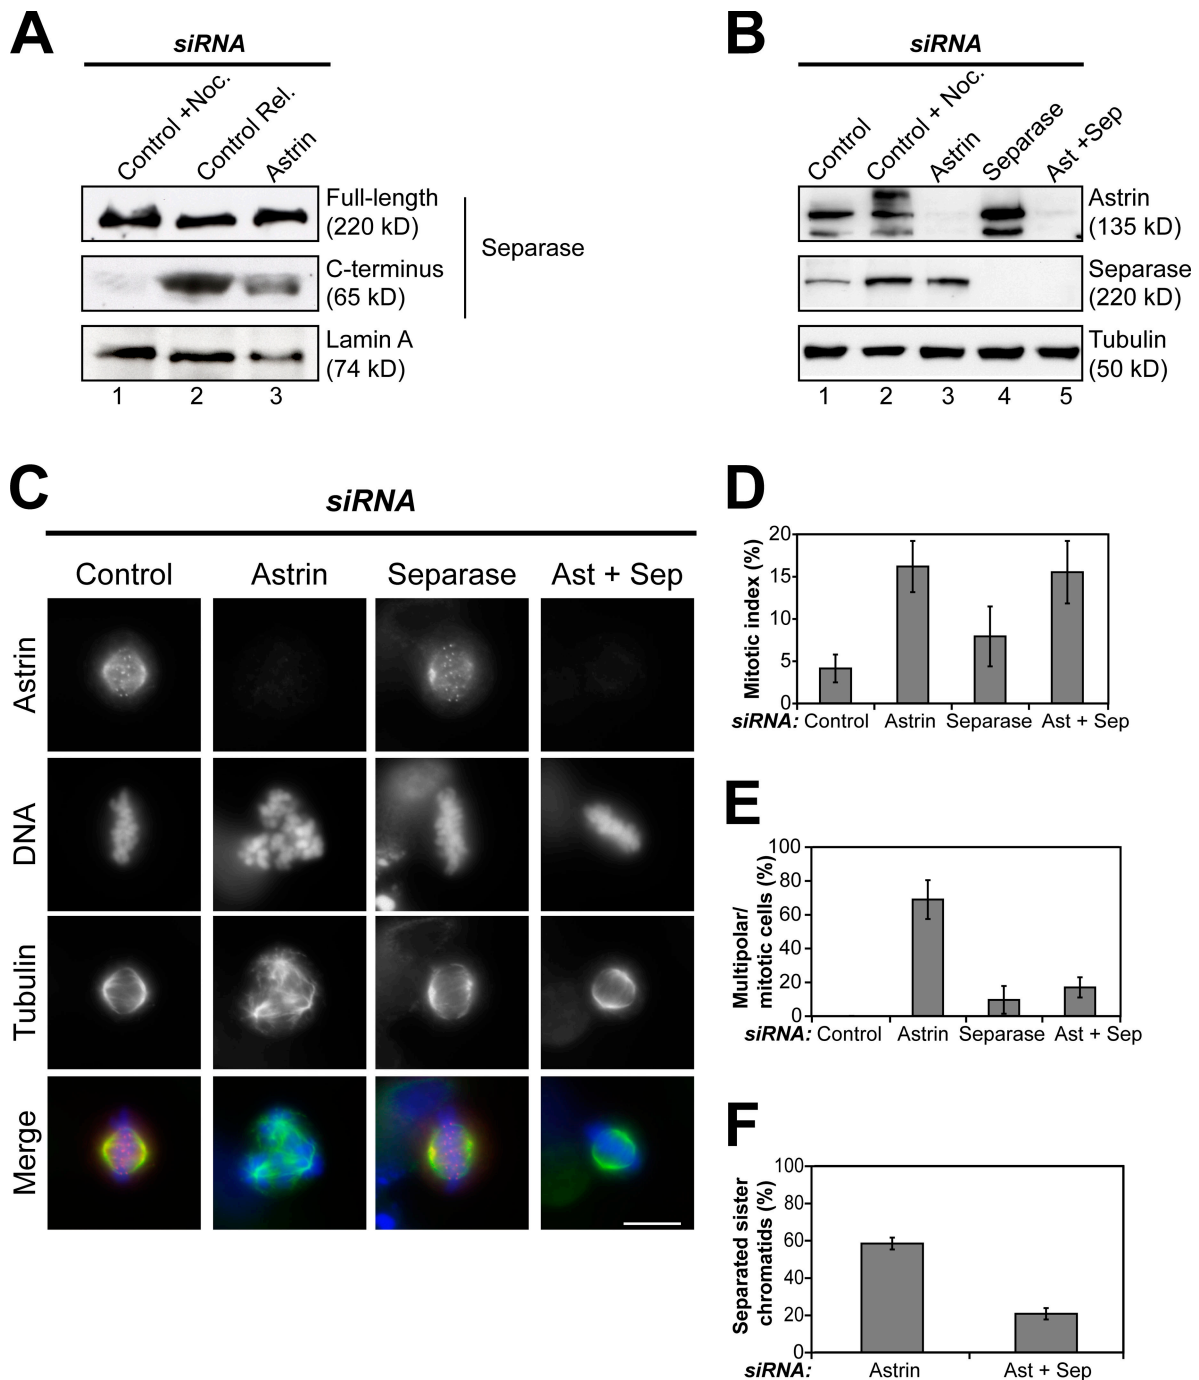 A
siRNA
Control +Noc.
Control Rel.
Astrin
Full-length
(220 kD)
C-terminus
(65 kD)
Separase
Lamin A
(74 kD)
1 2 3
B
siRNA
Control
Control + Noc.
Astrin
Separase
Ast +Sep
Astrin
(135 kD)
Separase
(220 kD)
Tubulin
(50 kD)
1 2 3 4 5
C
siRNA
Control Astrin Separase Ast + Sep
Astrin
DNA
Tubulin
Merge
D
Mitotic index (%)
20
15
10
5
0
siRNA: Control Astrin Separase Ast + Sep
E
Multipolar/
mitotic cells (%)
100
80
60
40
20
0
siRNA: Control Astrin Separase Ast + Sep
F
Separated sister
chromatids (%)
100
80
60
40
20
0
siRNA: Astrin Ast + Sep